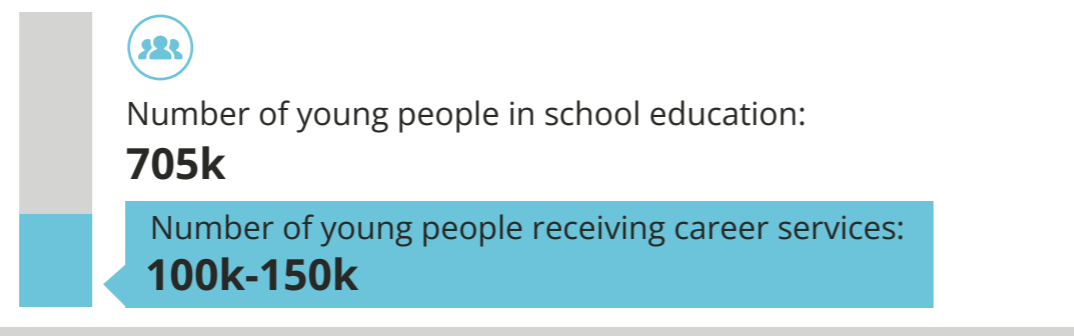 Number of young people in school education:
705k
Number of young people receiving career services:
100k-150k